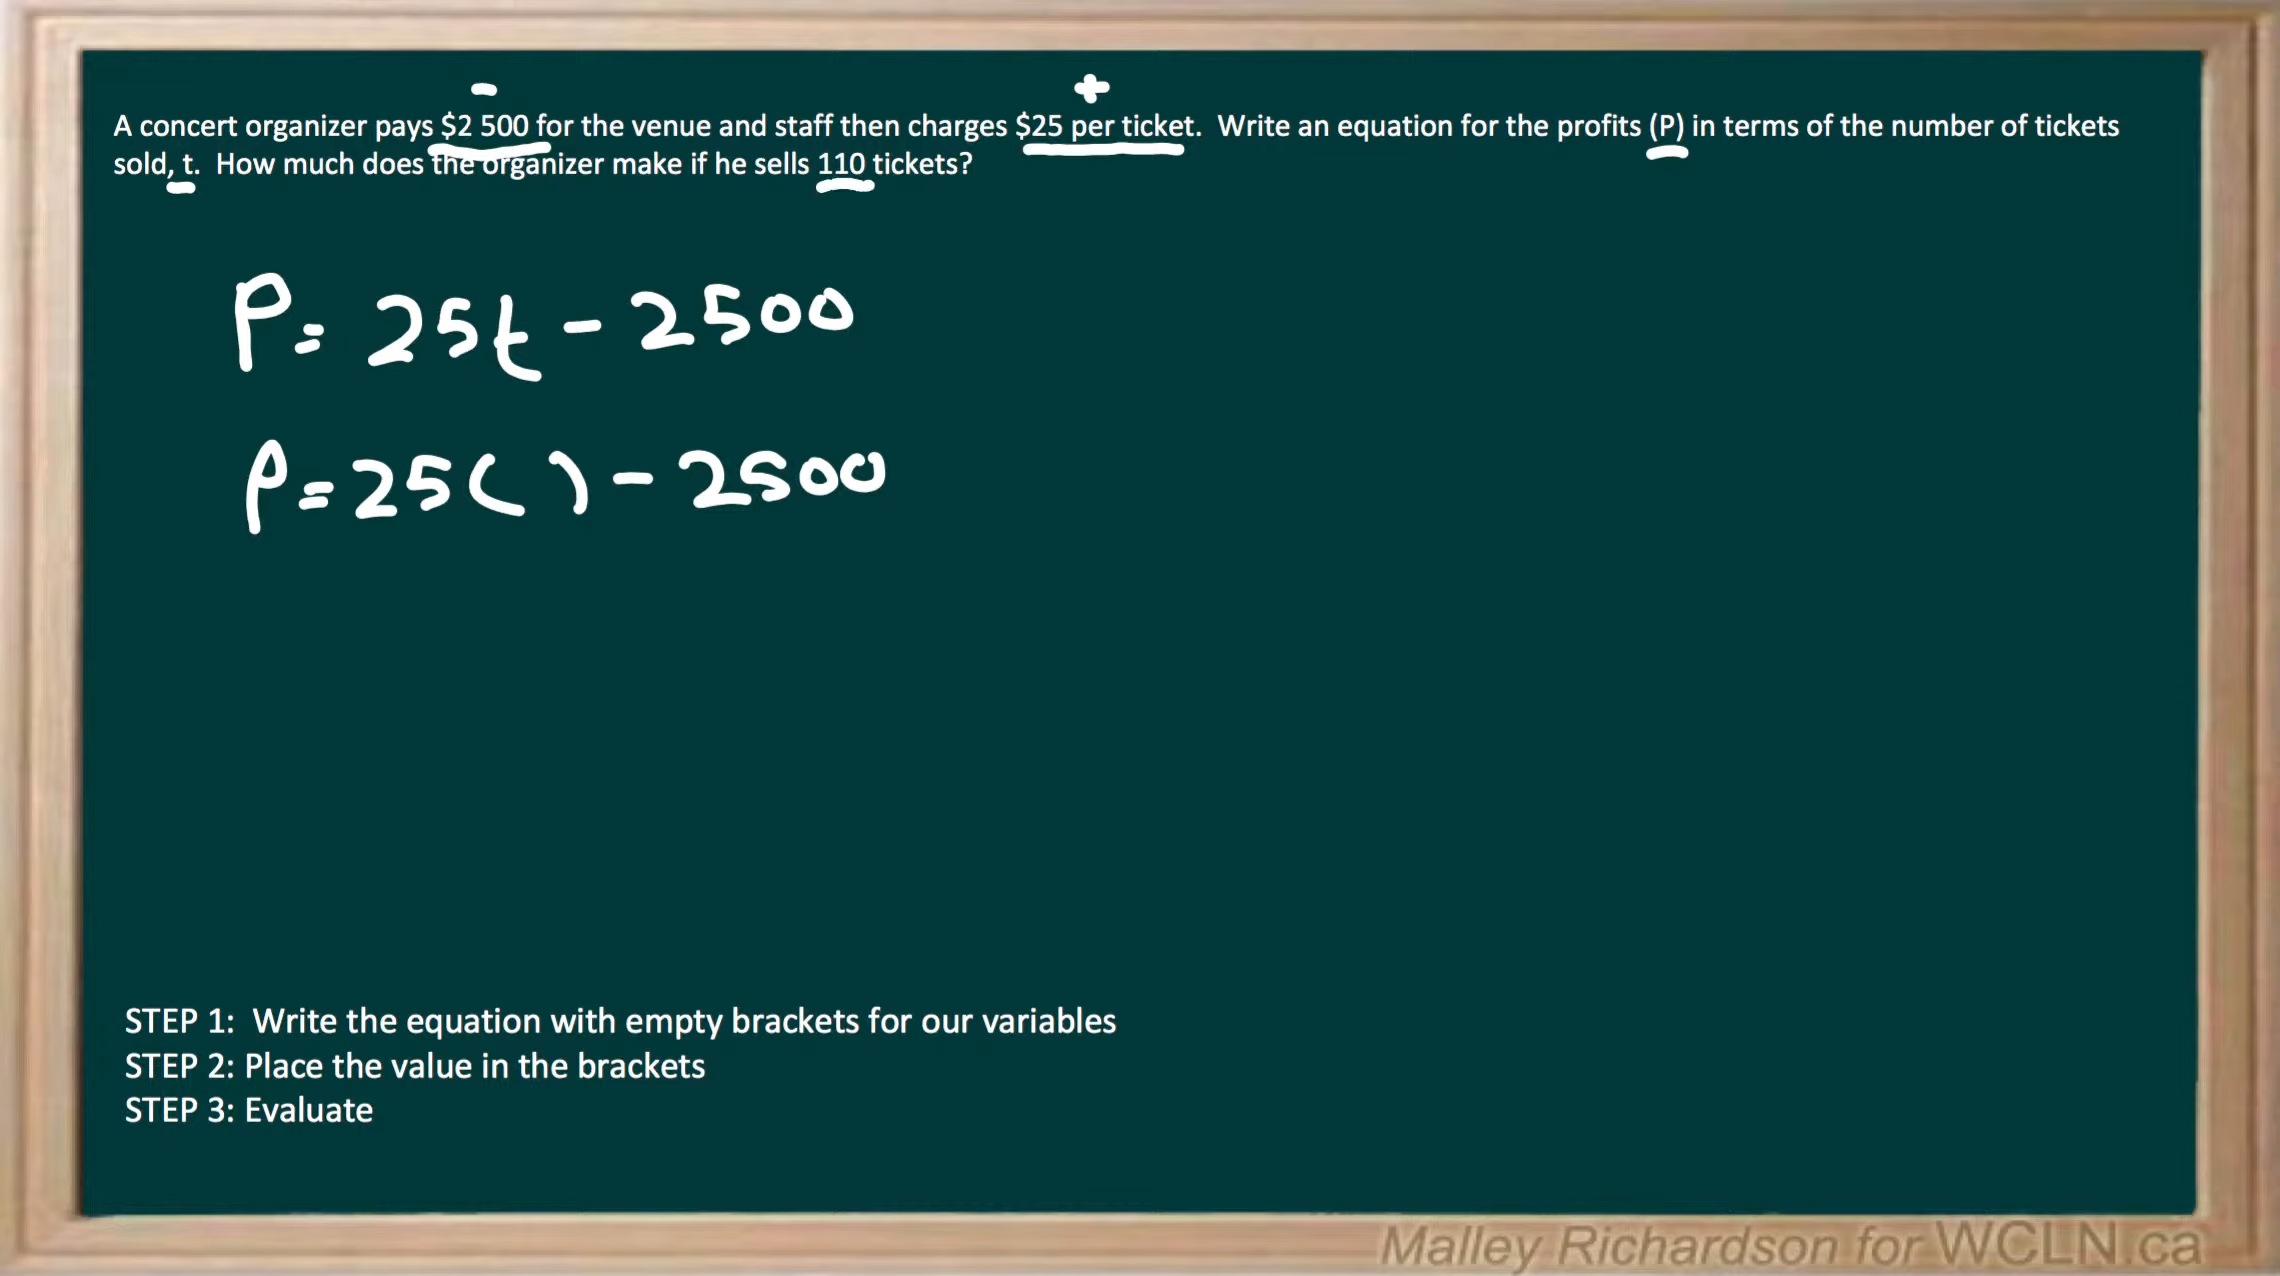 - +
A concert organizer pays $2 500 for the venue and staff then charges $25 per ticket. Write an equation for the profits (P) in terms of the number of tickets
sold, t. How much does the organizer make if he sells 110 tickets?
P= 25t - 2500
P=25( ) - 2500
STEP 1: Write the equation with empty brackets for our variables
STEP 2: Place the value in the brackets
STEP 3: Evaluate
Malley Richardson for WCLN.ca